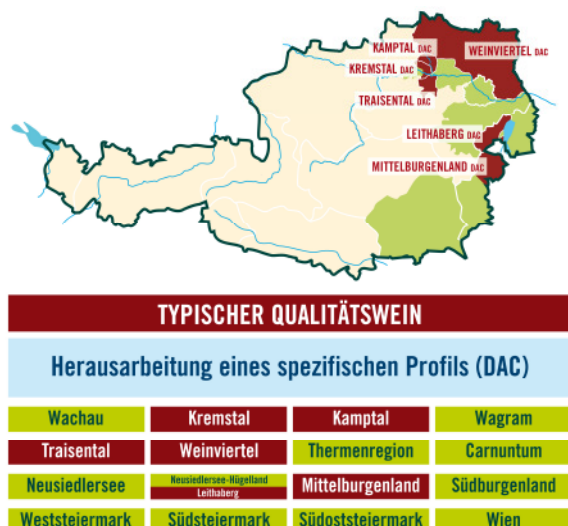 KAMPTAL DAC
WEINVIERTEL DAC
KREMSTAL DAC
TRAISENTAL DAC
LEITHABERG DAC
MITTELBURGENLAND DAC
TYPISCHER QUALITÄTSWEIN
Herausarbeitung eines spezifischen Profils (DAC)
Wachau
Kremstal
Kamptal
Wagram
Traisental
Weinviertel
Thermenregion
Carnuntum
Neusiedlersee
Neusiedlersee-Hügelland
Leithaberg
Mittelburgenland
Südburgenland
Weststeiermark
Südsteiermark
Südoststeiermark
Wien